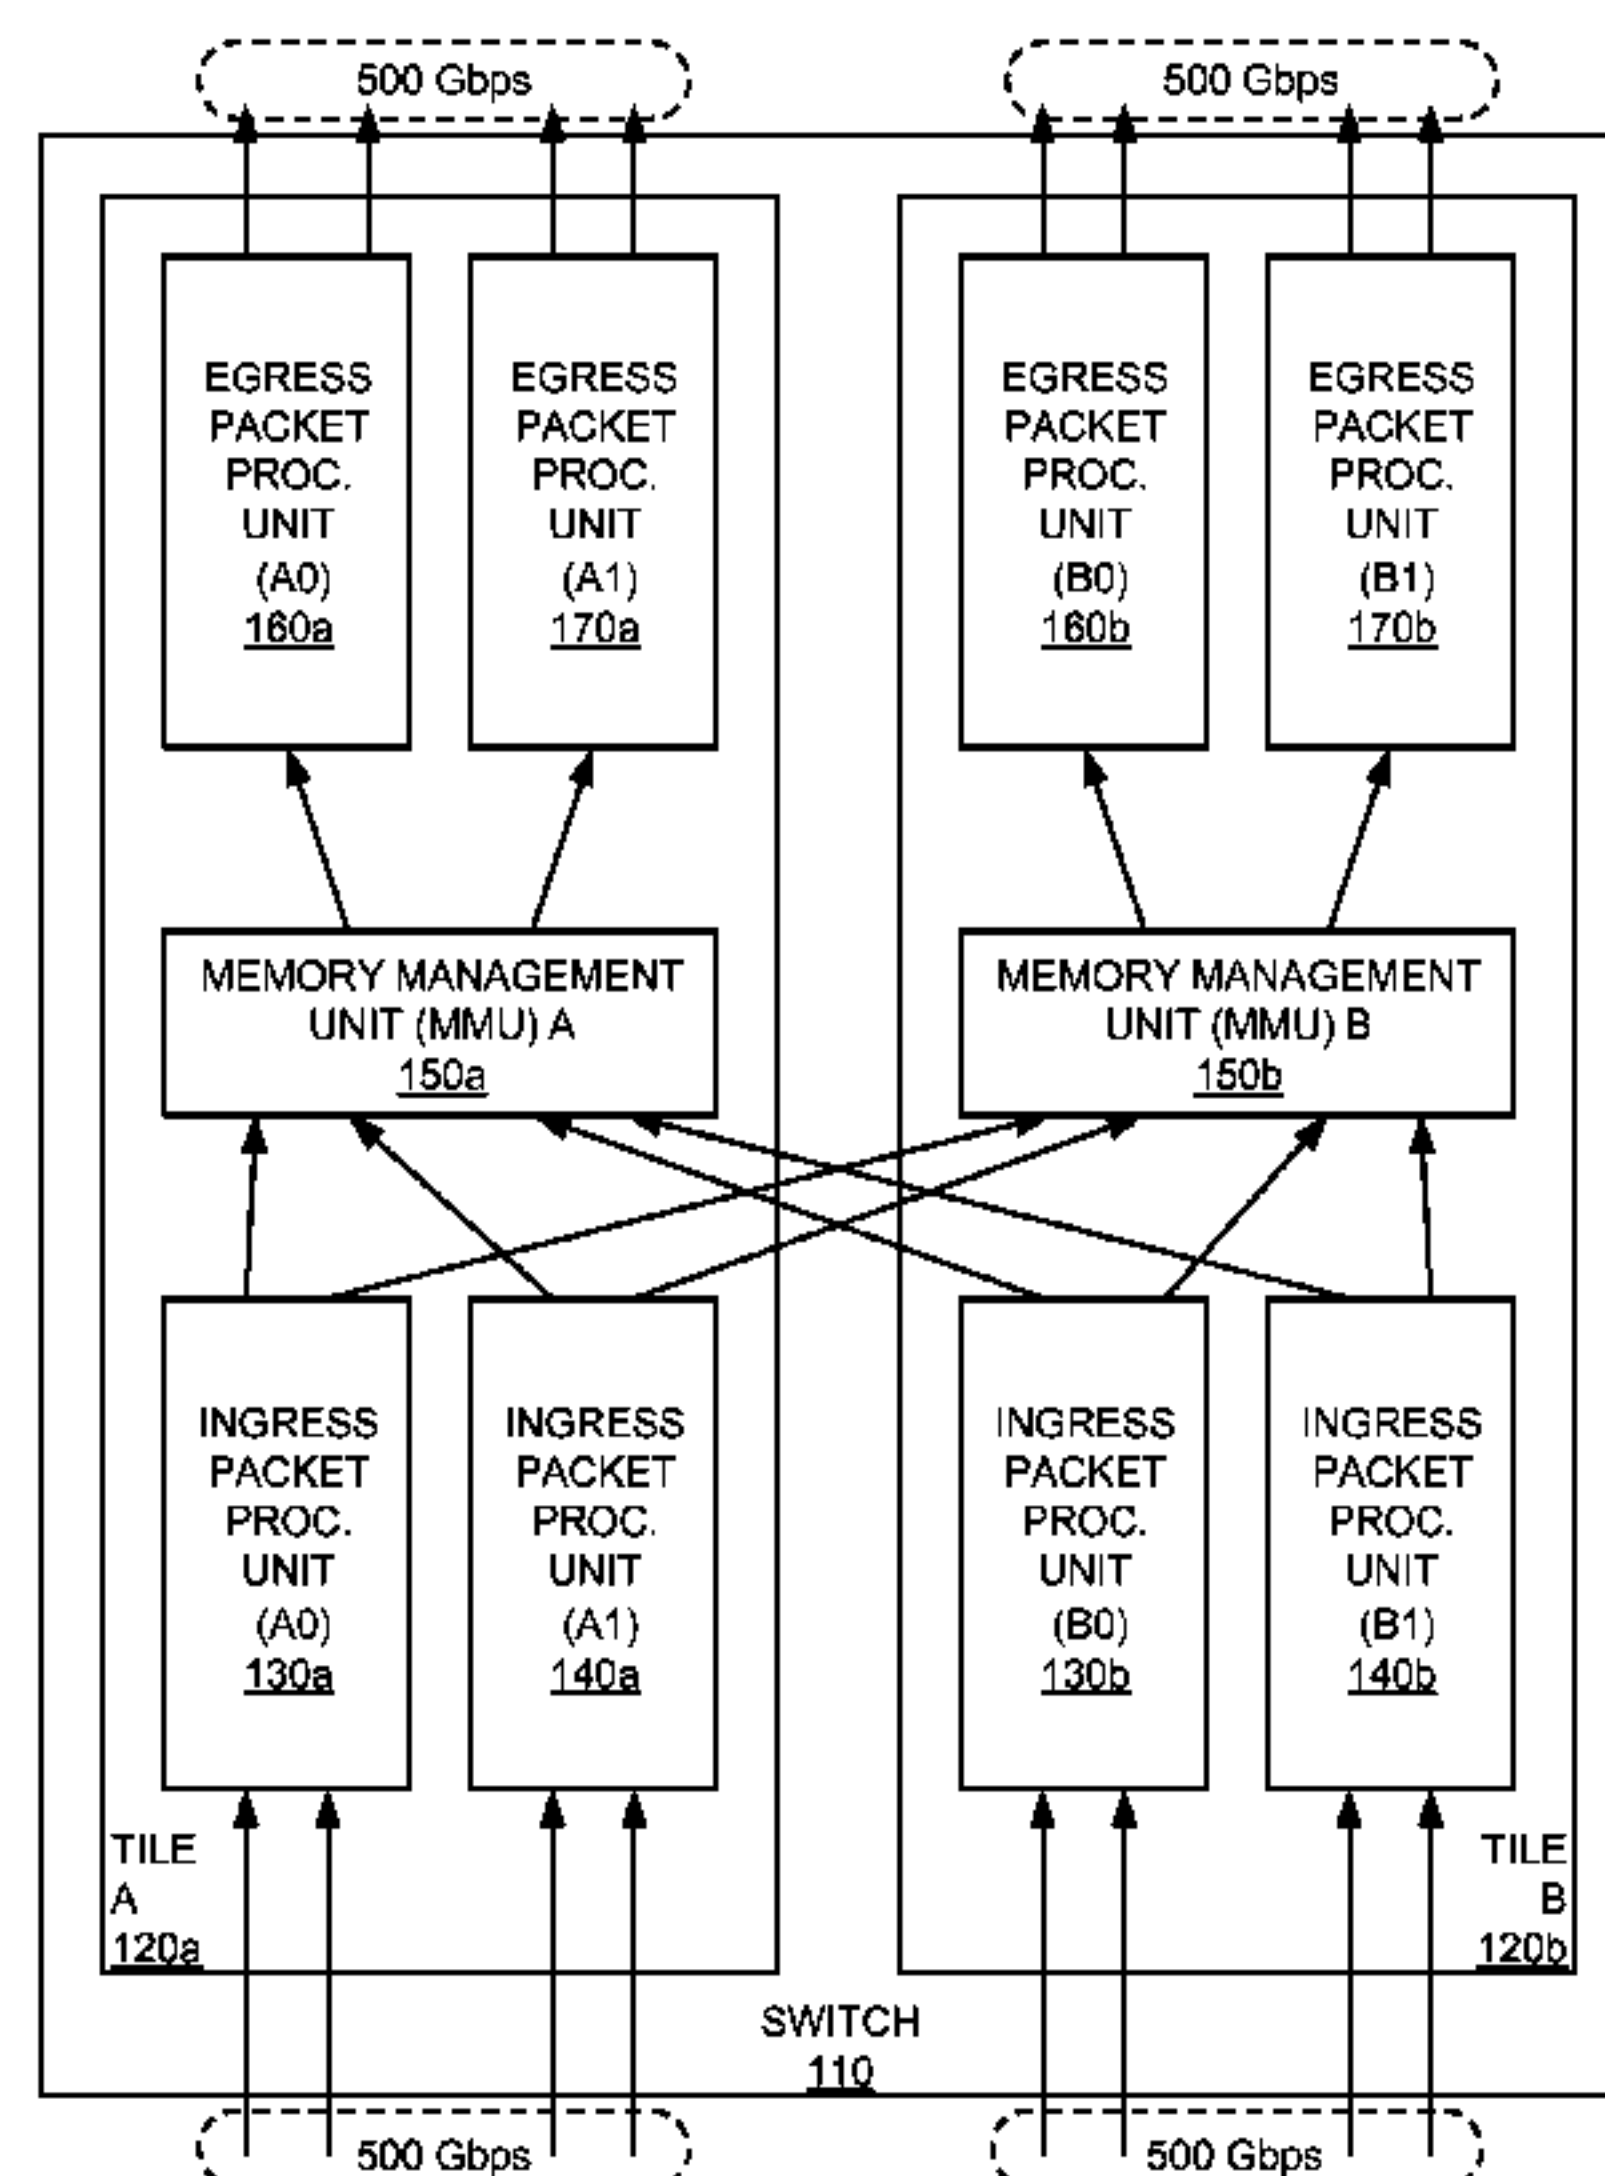 500 Gbps
500 Gbps
EGRESS
PACKET
PROC.
UNIT
(A0)
160a
EGRESS
PACKET
PROC.
UNIT
(A1)
170a
EGRESS
PACKET
PROC.
UNIT
(B0)
160b
EGRESS
PACKET
PROC.
UNIT
(B1)
170b
MEMORY MANAGEMENT
UNIT (MMU) A
150a
MEMORY MANAGEMENT
UNIT (MMU) B
150b
INGRESS
PACKET
PROC.
UNIT
(A0)
130a
INGRESS
PACKET
PROC.
UNIT
(A1)
140a
INGRESS
PACKET
PROC.
UNIT
(B0)
130b
INGRESS
PACKET
PROC.
UNIT
(B1)
140b
TILE
A
120a
TILE
B
120b
SWITCH
110
500 Gbps
500 Gbps